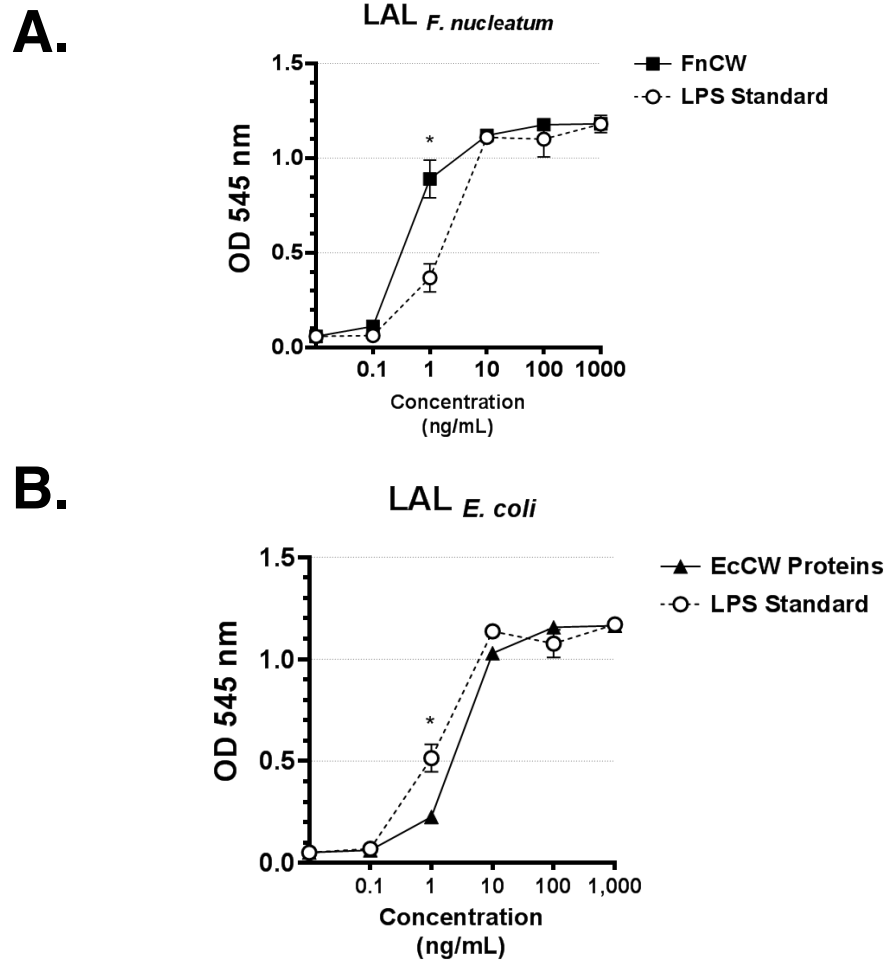 A.
LAL F. nucleatum
FnCW
LPS Standard
*
1.5
1.0
0.5
0.0
OD 545 nm
0.1 1 10 100 1000
Concentration
(ng/mL)
B.
LAL E. coli
EcCW Proteins
LPS Standard
*
1.5
1.0
0.5
0.0
OD 545 nm
0.1 1 10 100 1,000
Concentration
(ng/mL)